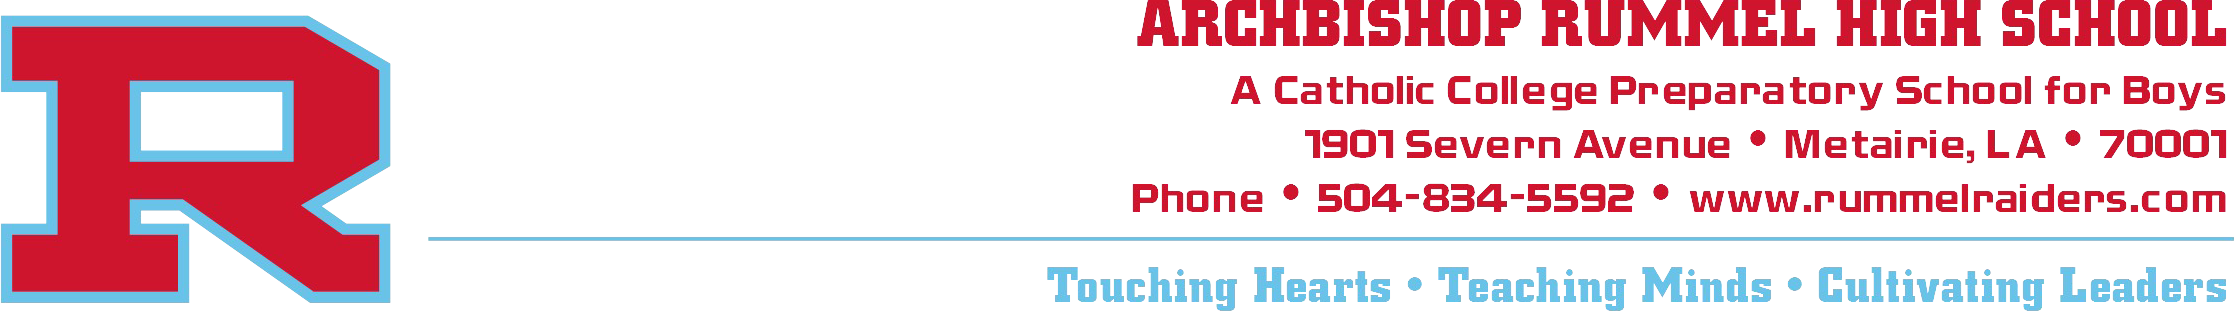 R
ARCHBISHOP RUMMEL HIGH SCHOOL
A Catholic College Preparatory School for Boys
1901 Severn Avenue • Metairie, LA • 70001
Phone • 504-834-5592 • www.rummelraiders.com
Touching Hearts • Teaching Minds • Cultivating Leaders